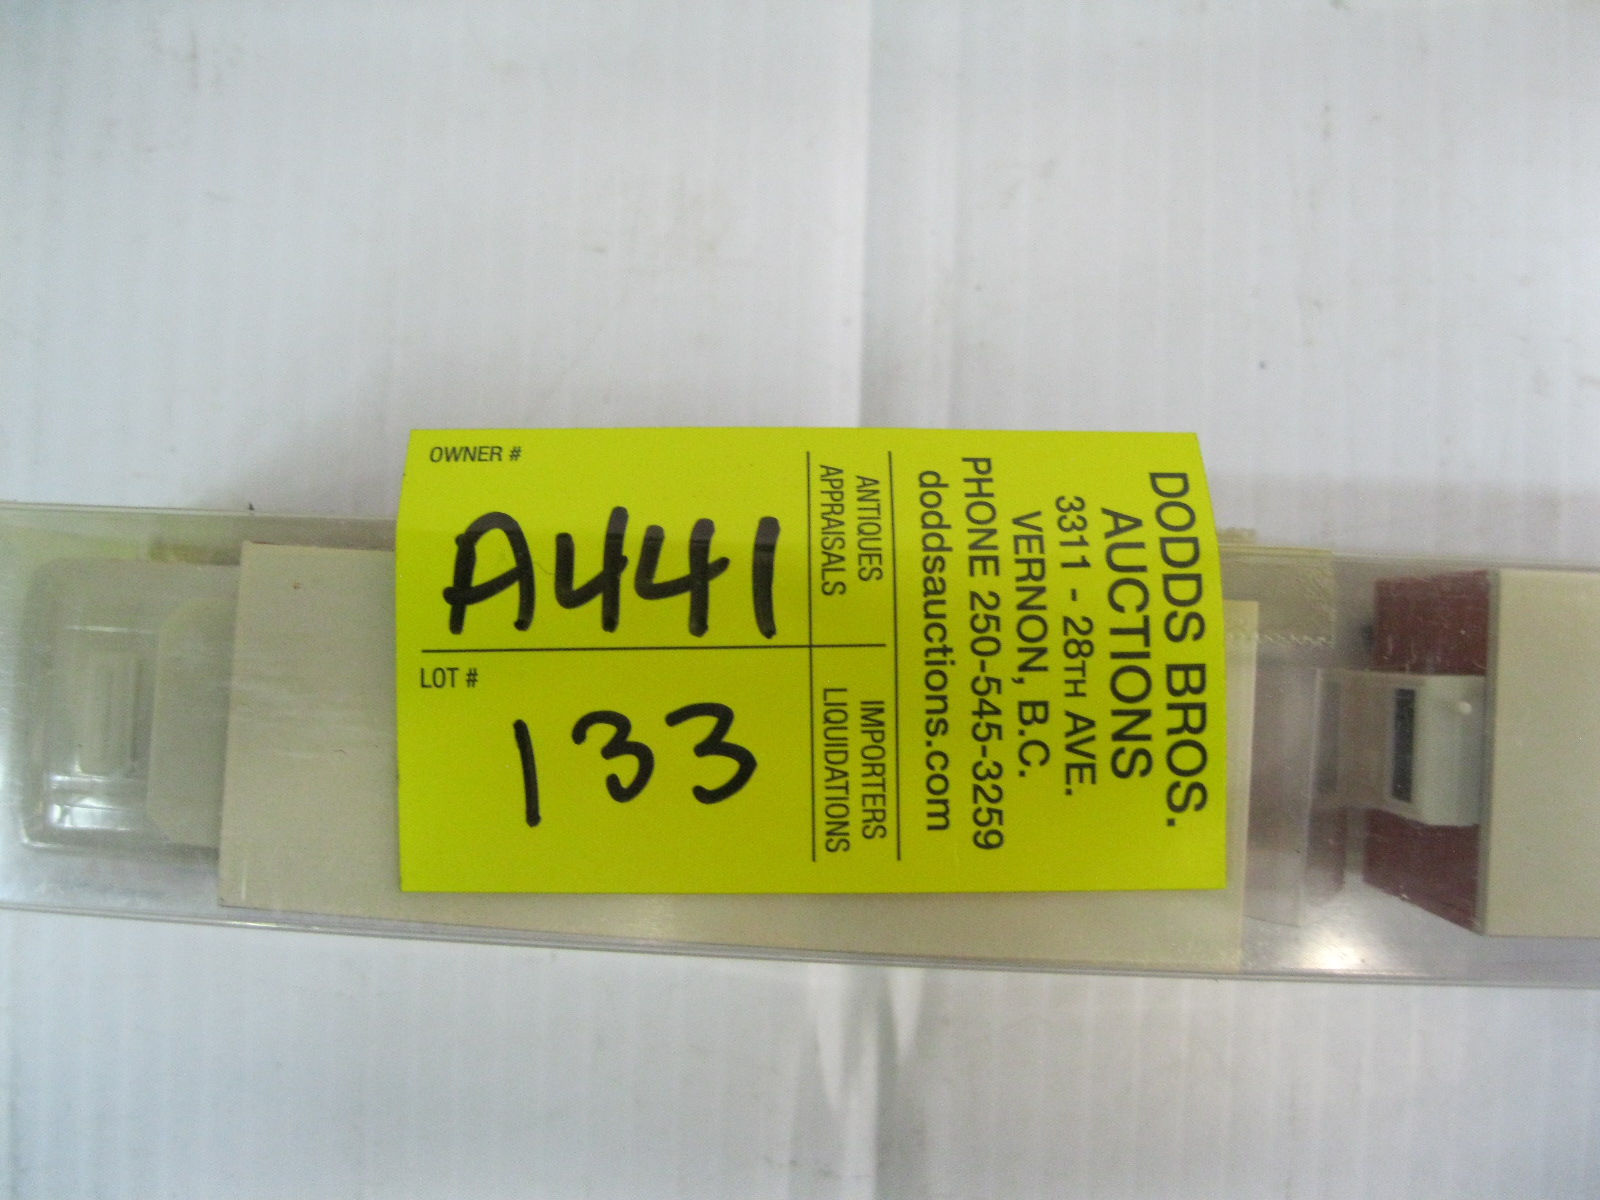 DODDS BROS.
AUCTIONS
3311 - 28TH AVE.
VERNON, B.C.
PHONE 250-545-3259
doddsauctions.com
ANTIQUES
APPRAISALS
IMPORTERS
LIQUIDATIONS
OWNER #
A441
LOT #
133